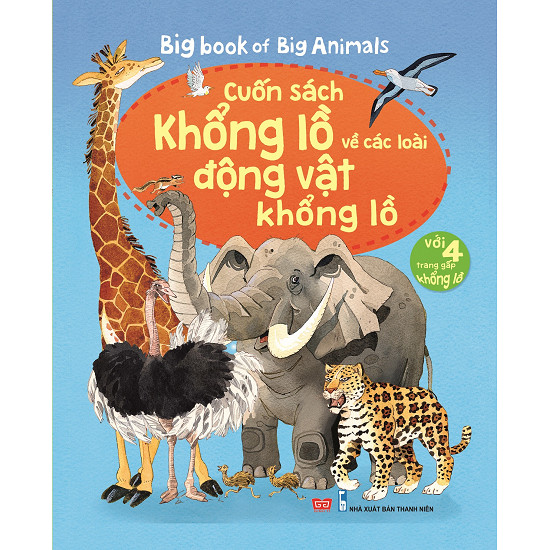 Big book of Big Animals
Cuốn sách
Khổng lồ về các loài
động vật
khổng lồ
với 4
trang gấp
khổng lồ
NHÀ XUẤT BẢN THANH NIÊN